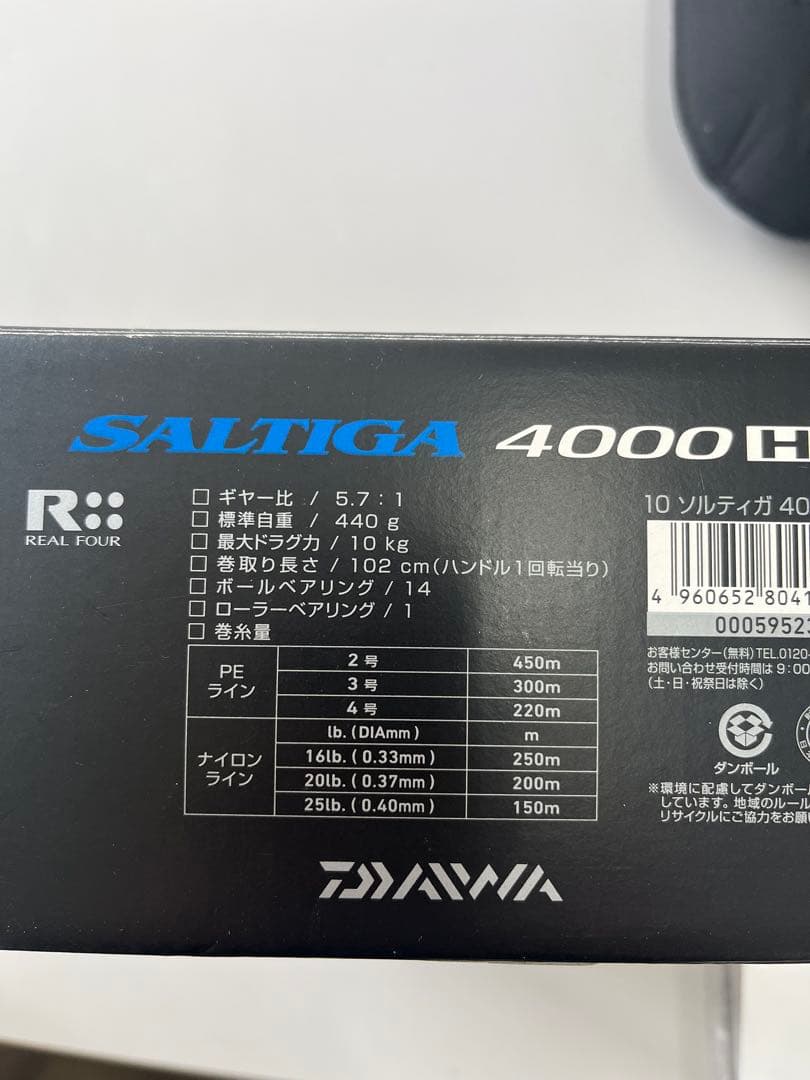 SALTIGA 4000 H
R
REAL FOUR
□ ギヤー比 / 5.7：1
□ 標準自重 / 440 g
□ 最大ドラグ力 / 10 kg
□ 巻取り長さ / 102 cm(ハンドル1回転当り)
□ ボールベアリング / 14
□ ローラーベアリング / 1
□ 巻糸量
PEライン 2号 450m
3号 300m
4号 220m
ナイロンライン lb.(DIAmm) m
16lb.(0.33mm) 250m
20lb.(0.37mm) 200m
25lb.(0.40mm) 150m
DAIWA
10 ソルティガ 40
4 960652 8041
00059523
お客様センター(無料)TEL.0120-
お問い合わせ受付時間は9:00
(土・日・祝祭日は除く)
ダンボール
※環境に配慮してダンボー
しています。地域のルール
リサイクルにご協力をお願